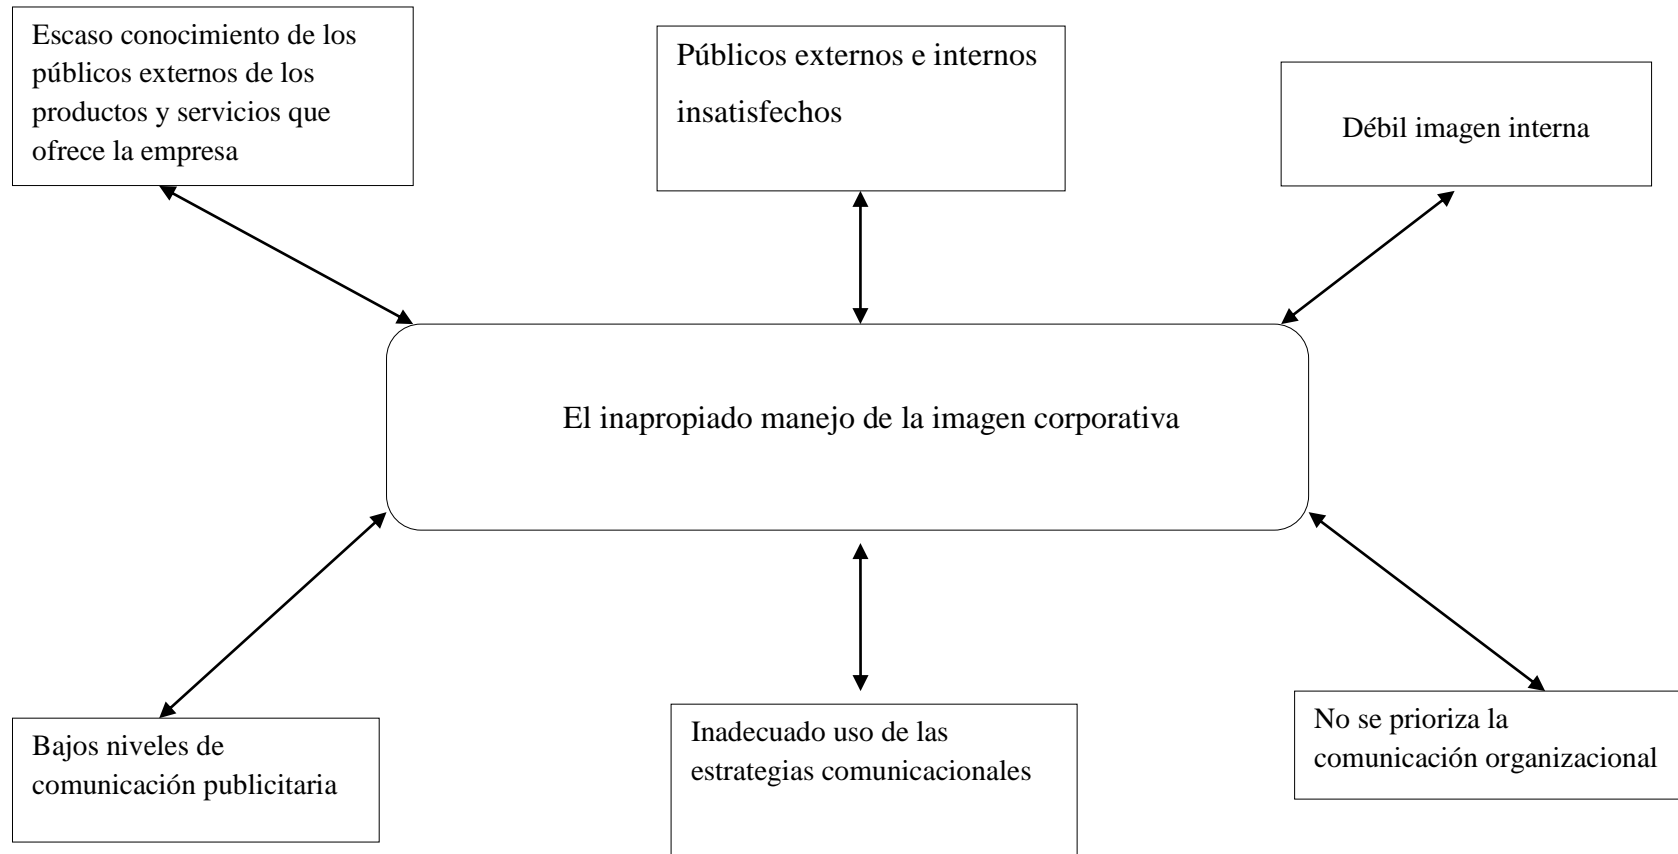 Escaso conocimiento de los
públicos externos de los
productos y servicios que
ofrece la empresa
Públicos externos e internos
insatisfechos
Débil imagen interna
El inapropiado manejo de la imagen corporativa
Bajos niveles de
comunicación publicitaria
Inadecuado uso de las
estrategias comunicacionales
No se prioriza la
comunicación organizacional